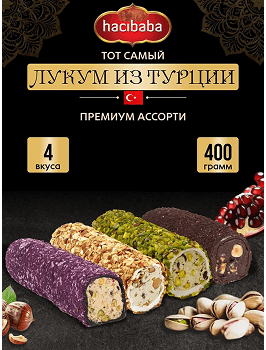 hacıbaba
ТОТ САМЫЙ
ЛУКУМ ИЗ ТУРЦИИ
ПРЕМИУМ АССОРТИ
4
вкуса
400
грамм